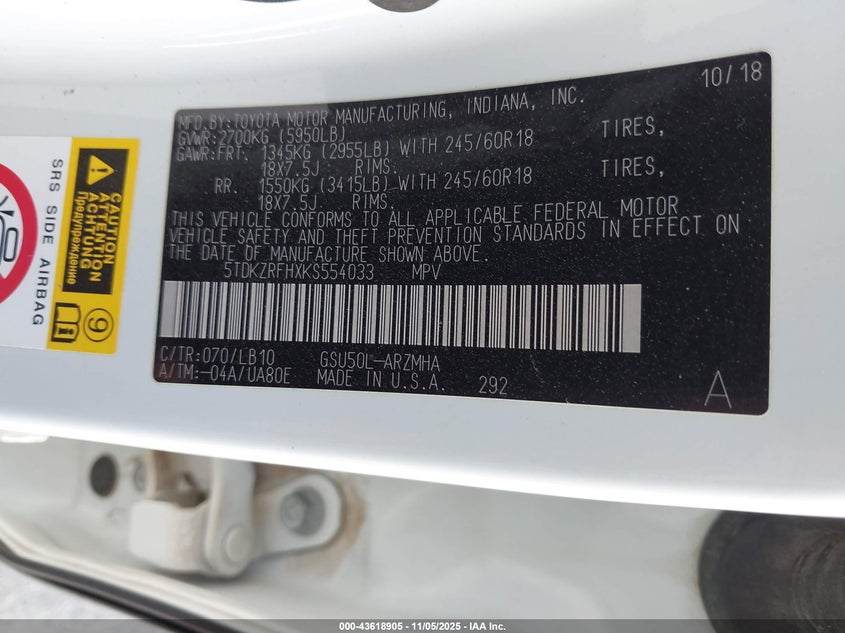 10/18
MFD.BY:TOYOTA MOTOR MANUFACTURING, INDIANA, INC.
GVWR:2700KG (5950LB)
GAWR:FRT. 1345KG (2955LB) WITH 245/60R18 TIRES,
18X7.5J RIMS.
RR. 1550KG (3415LB) WITH 245/60R18 TIRES,
18X7.5J RIMS.
THIS VEHICLE CONFORMS TO ALL APPLICABLE FEDERAL MOTOR
VEHICLE SAFETY AND THEFT PREVENTION STANDARDS IN EFFECT ON
THE DATE OF MANUFACTURE SHOWN ABOVE.
5TDKZRFHXKS554033 MPV
C/TR:070/LB10 GSU50L-ARZMHA
A/TM:-04A/UA80E MADE IN U.S.A. 292
A
SRS SIDE AIRBAG
CAUTION
ATTENTION
ACHTUNG
Предупреждение
9
000-43618905 - 11/05/2025 - IAA Inc.